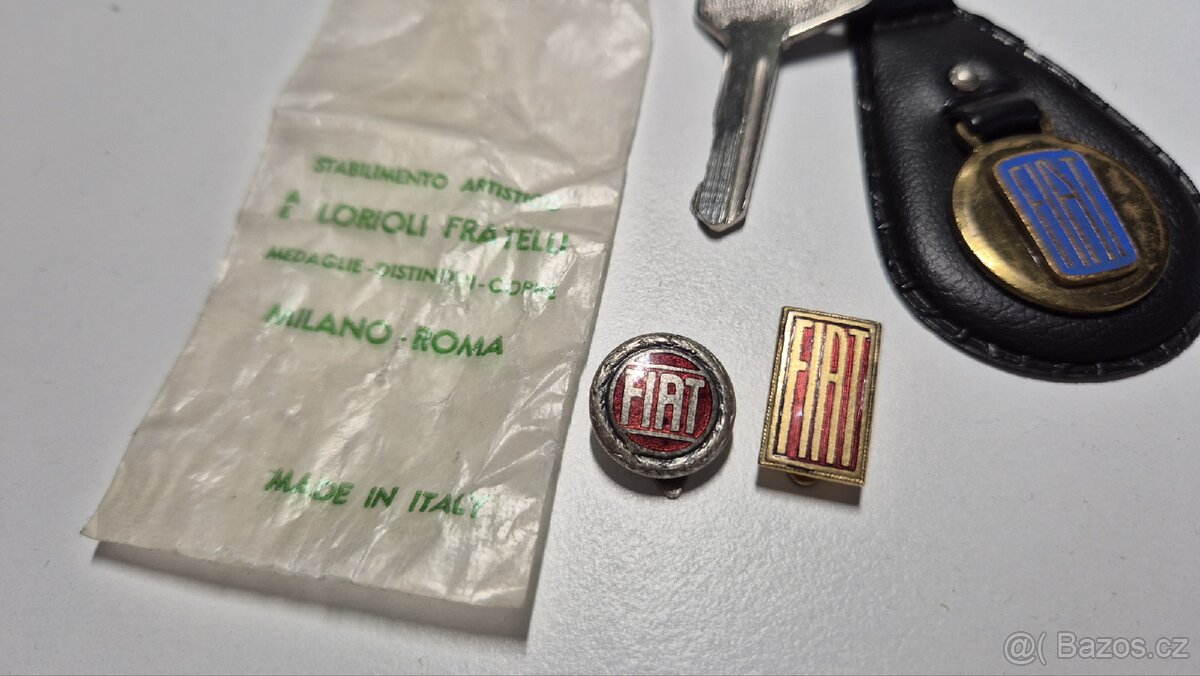 STABILIMENTO ARTISTICO
A E LORIOLI FRATELLI
MEDAGLIE - DISTINTIVI - COPPE
MILANO - ROMA
MADE IN ITALY
FIAT
FIAT
FIAT
@( Bazos.cz